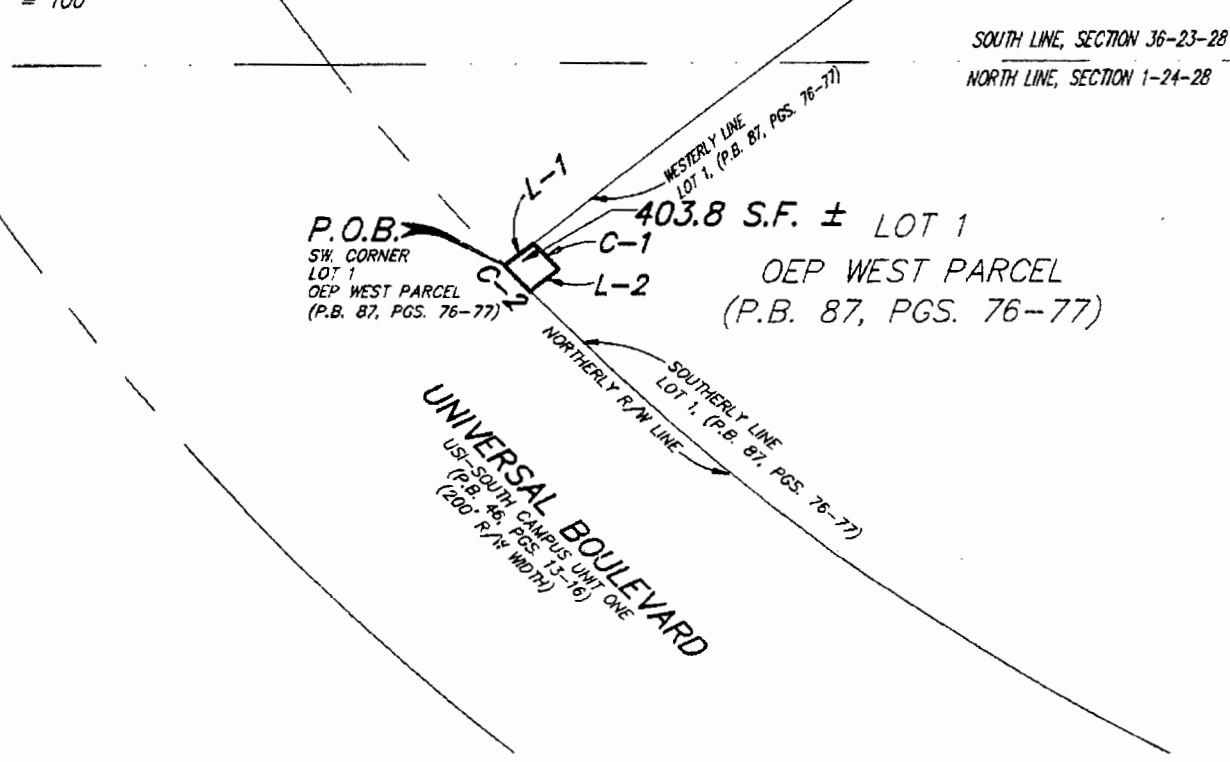 = 100'
SOUTH LINE, SECTION 36-23-28
NORTH LINE, SECTION 1-24-28
WESTERLY LINE
LOT 1, (P.B. 87, PGS. 76-77)
L-1
P.O.B.
SW. CORNER
LOT 1
OEP WEST PARCEL
(P.B. 87, PGS. 76-77)
403.8 S.F. ±
C-1
L-2
C-2
LOT 1
OEP WEST PARCEL
(P.B. 87, PGS. 76-77)
NORTHERLY R/W LINE
SOUTHERLY LINE
LOT 1, (P.B. 87, PGS. 76-77)
UNIVERSAL BOULEVARD
USI-SOUTH CAMPUS UNIT ONE
(P.B. 46, PGS. 13-16)
(200' R/W WIDTH)